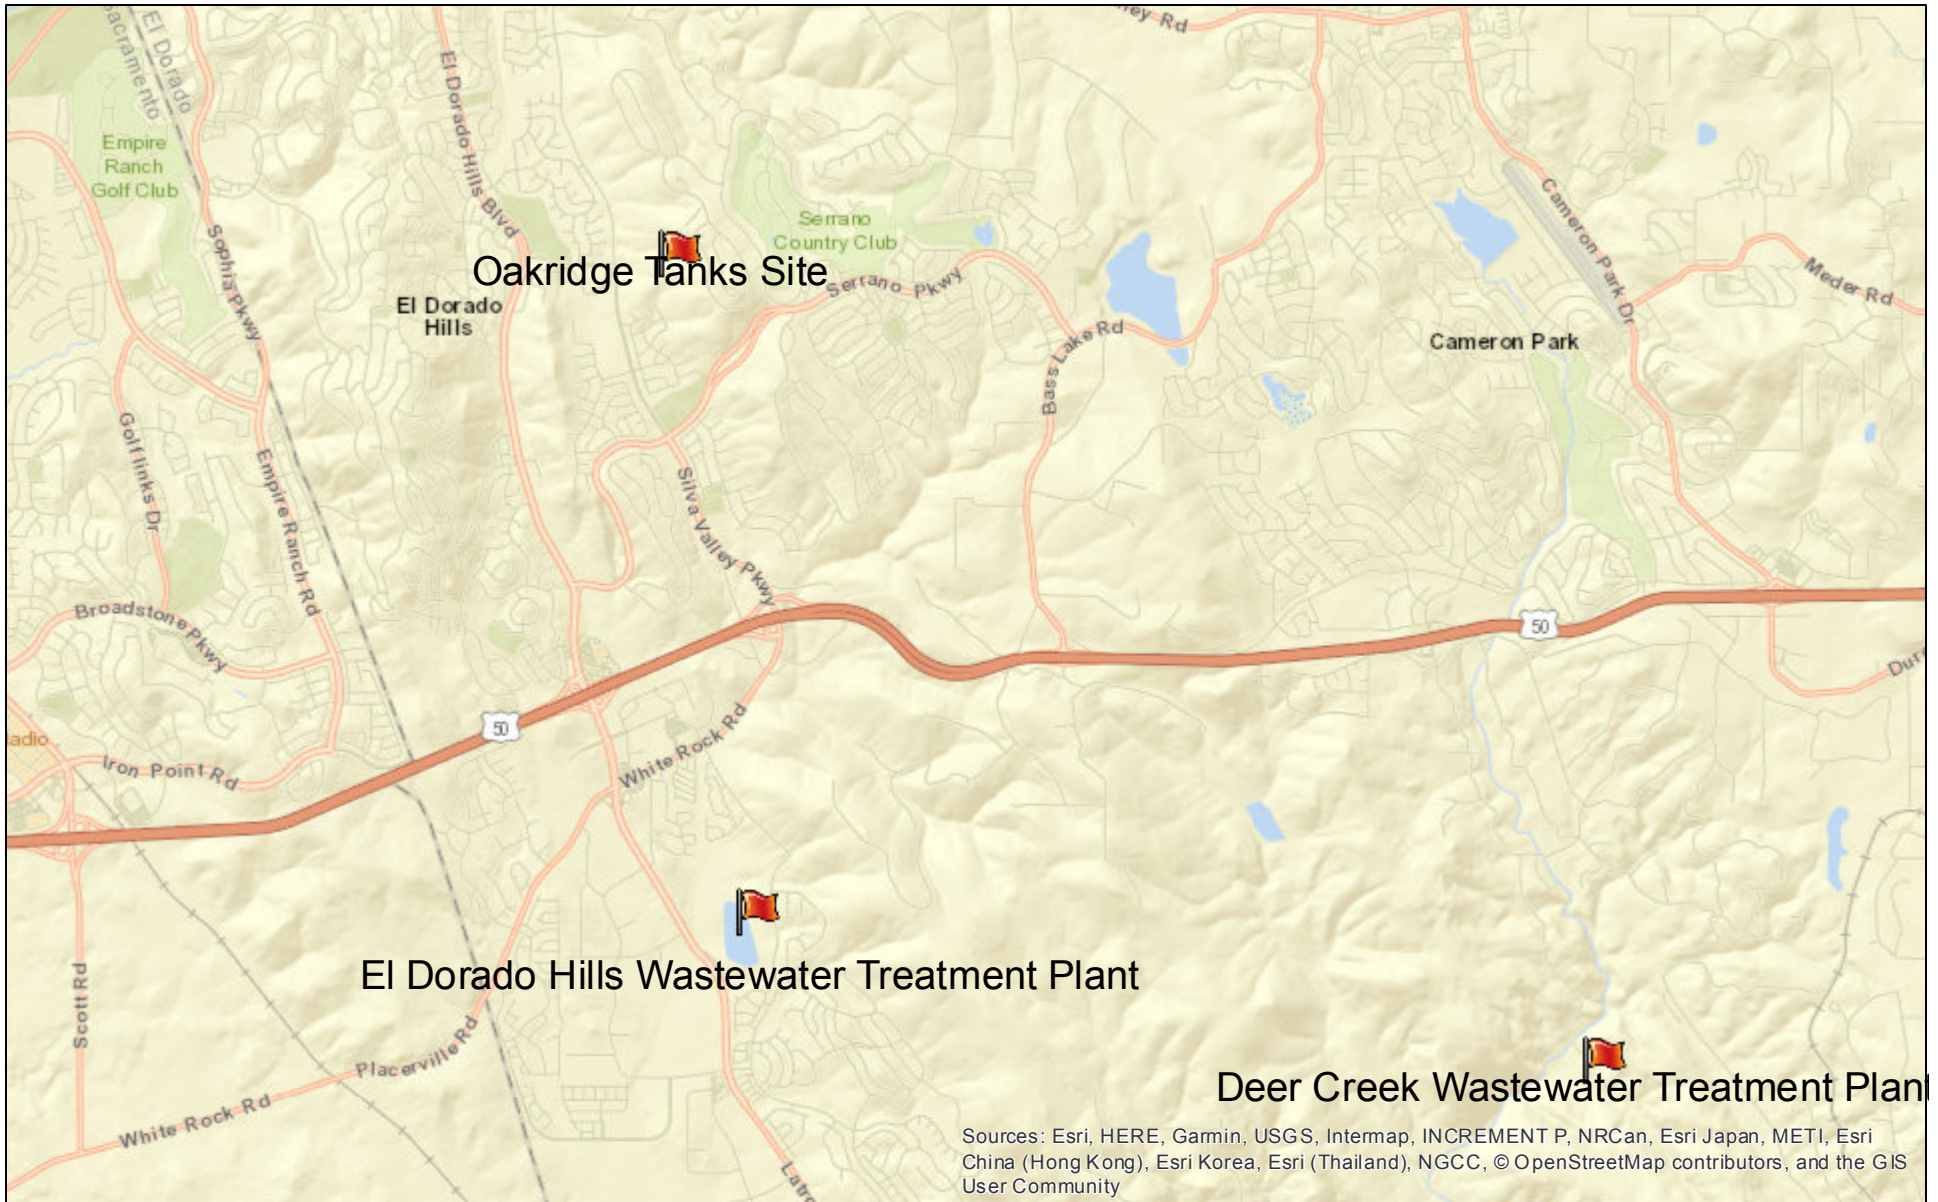 El Dorado
Sacramento
Empire
Ranch
Golf Club
El Dorado Hills Blvd
Sophia Pkwy
Serrano
Country Club
Oakridge Tanks Site
Serrano Pkwy
El Dorado
Hills
Cameron Park Dr
Meder Rd
Bass Lake Rd
Cameron Park
Golf links Dr
Empire Ranch Rd
Silva Valley Pkwy
Broadstone Pkwy
50
50
White Rock Rd
Iron Point Rd
El Dorado Hills Wastewater Treatment Plant
Scott Rd
Placerville Rd
White Rock Rd
Deer Creek Wastewater Treatment Plant
Sources: Esri, HERE, Garmin, USGS, Intermap, INCREMENT P, NRCan, Esri Japan, METI, Esri
China (Hong Kong), Esri Korea, Esri (Thailand), NGCC, © OpenStreetMap contributors, and the GIS
User Community